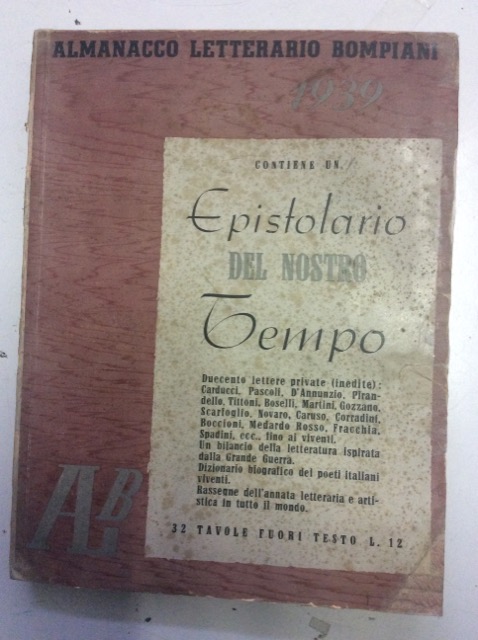 ALMANACCO LETTERARIO BOMPIANI
1939
CONTIENE UN
Epistolario
DEL NOSTRO
Tempo
Duecento lettere private (inedite):
Carducci, Pascoli, D'Annunzio, Piran-
dello, Tittoni, Boselli, Martini, Gozzano,
Scarfoglio, Novaro, Caruso, Corradini,
Boccioni, Medardo Rosso, Fracchia,
Spadini, ecc., fino ai viventi.
Un bilancio della letteratura ispirata
dalla Grande Guerra.
Dizionario biografico dei poeti italiani
viventi.
Rassegne dell'annata letteraria e arti-
stica in tutto il mondo.
32 TAVOLE FUORI TESTO L. 12
ALB